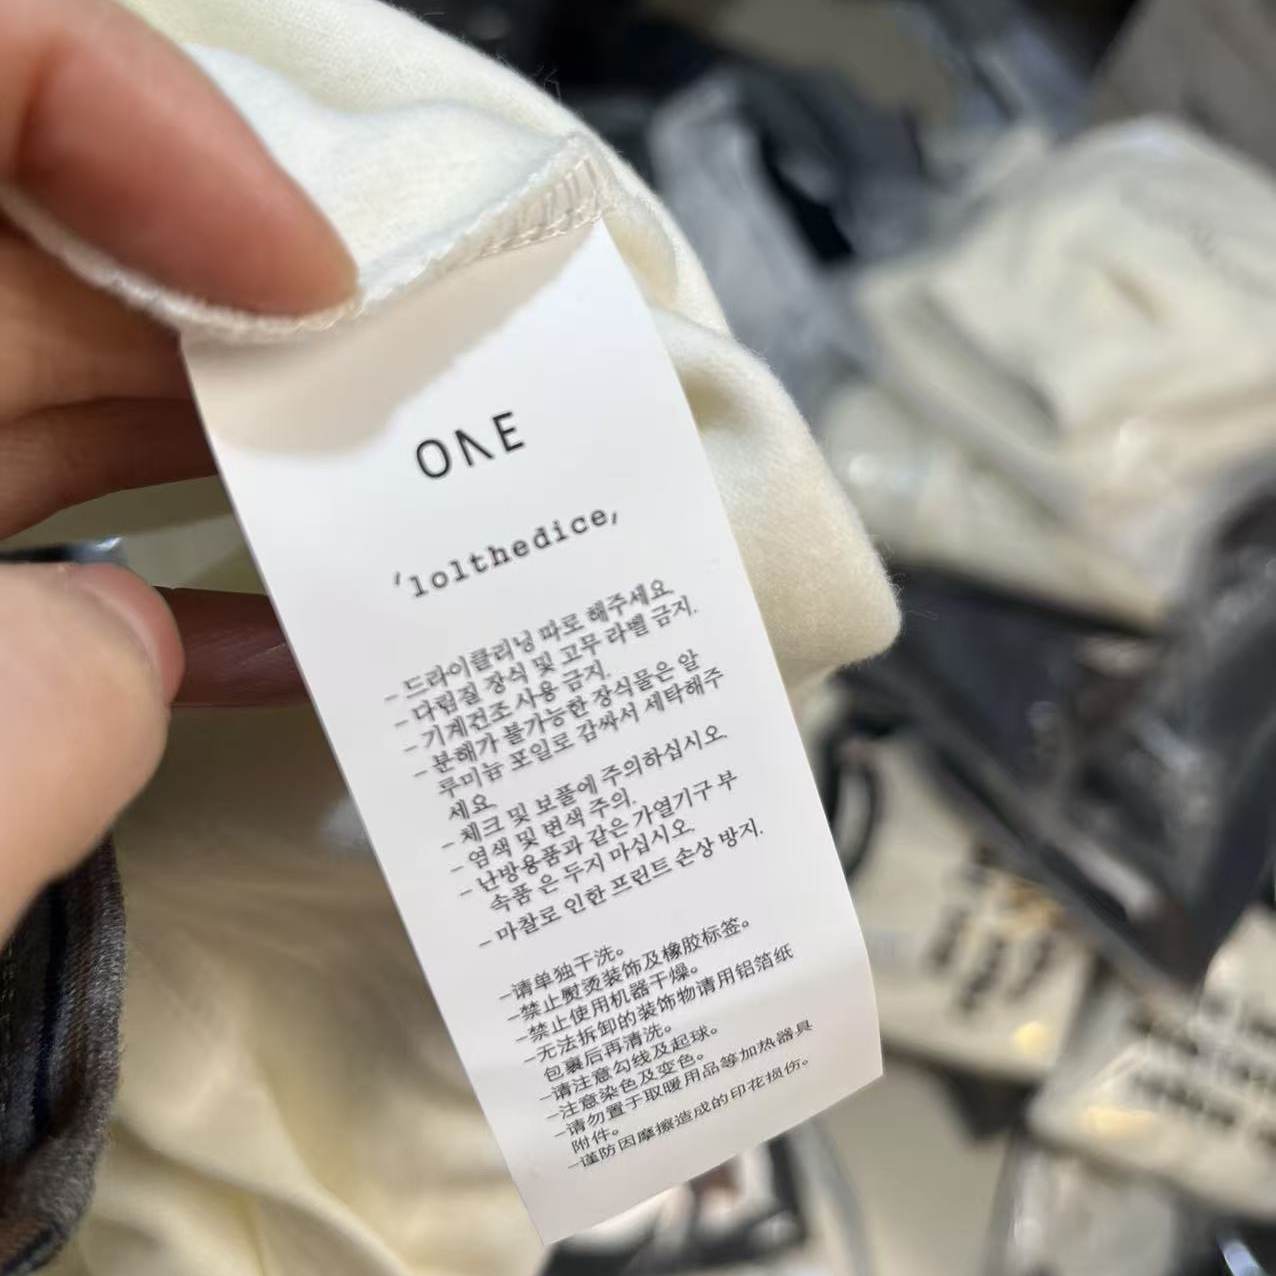 ONE
'lolthedice,
- 드라이클리닝 따로 해주세요
- 다림질 장식 및 고무 라벨 금지.
- 기계건조 사용 금지.
- 분해가 불가능한 장식물은 알
루미늄 포일로 감싸서 세탁해주
세요
- 체크 및 보풀에 주의하십시오
- 염색 및 변색 주의.
- 난방용품과 같은 가열기구 부
속품 은 두지 마십시오
- 마찰로 인한 프린트 손상 방지.
-请单独干洗。
-禁止熨烫装饰及橡胶标签。
-禁止使用机器干燥。
-无法拆卸的装饰物请用铝箔纸
包裹后再清洗。
-请注意勾线及起球。
-注意染色及变色。
-请勿置于取暖用品等加热器具
附件。
-谨防因摩擦造成的印花损伤。